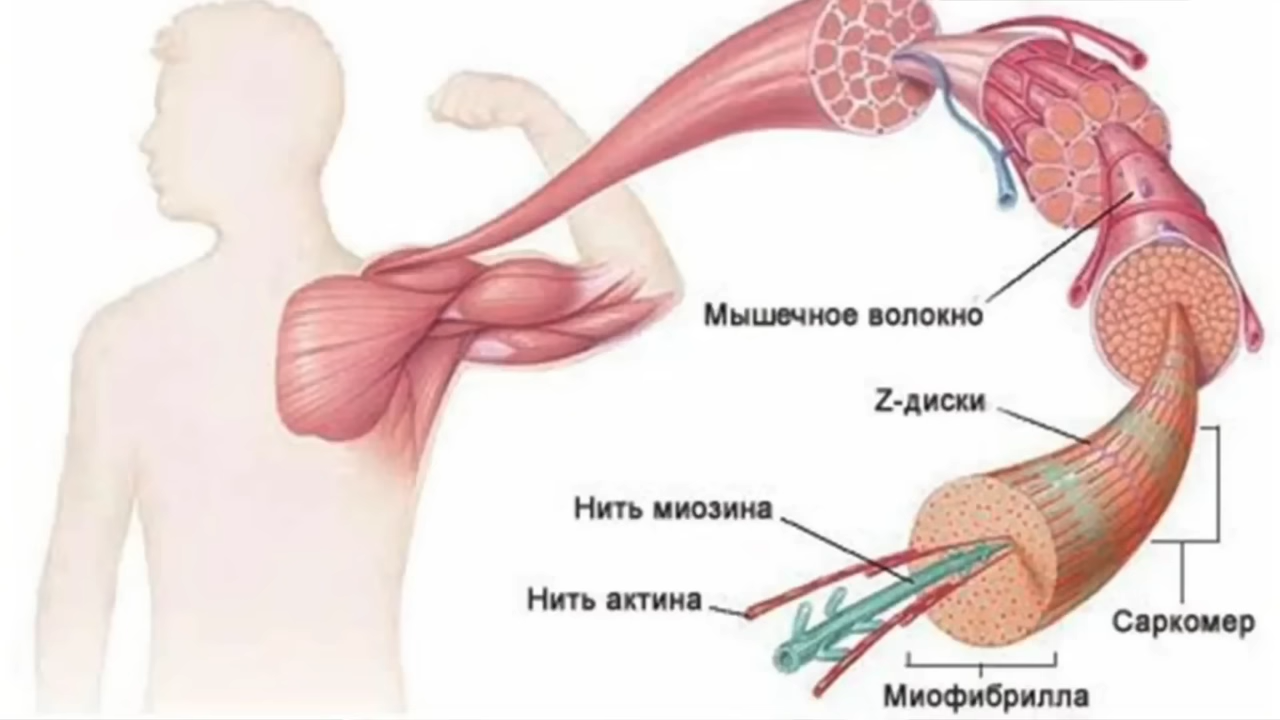 Мышечное волокно
Z-диски
Нить миозина
Нить актина
Саркомер
Миофибрилла